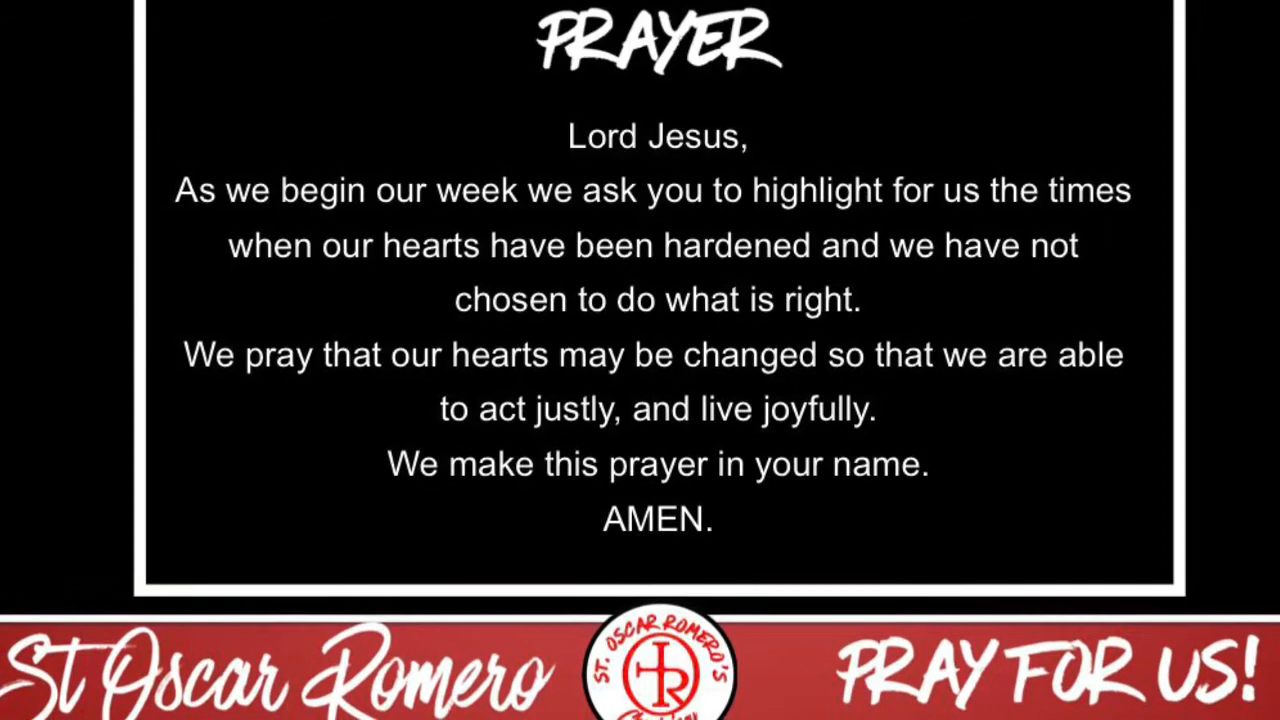 PRAYER
Lord Jesus,
As we begin our week we ask you to highlight for us the times
when our hearts have been hardened and we have not
chosen to do what is right.
We pray that our hearts may be changed so that we are able
to act justly, and live joyfully.
We make this prayer in your name.
AMEN.
St Oscar Romero
ST. OSCAR ROMERO'S
PRAY FOR US!